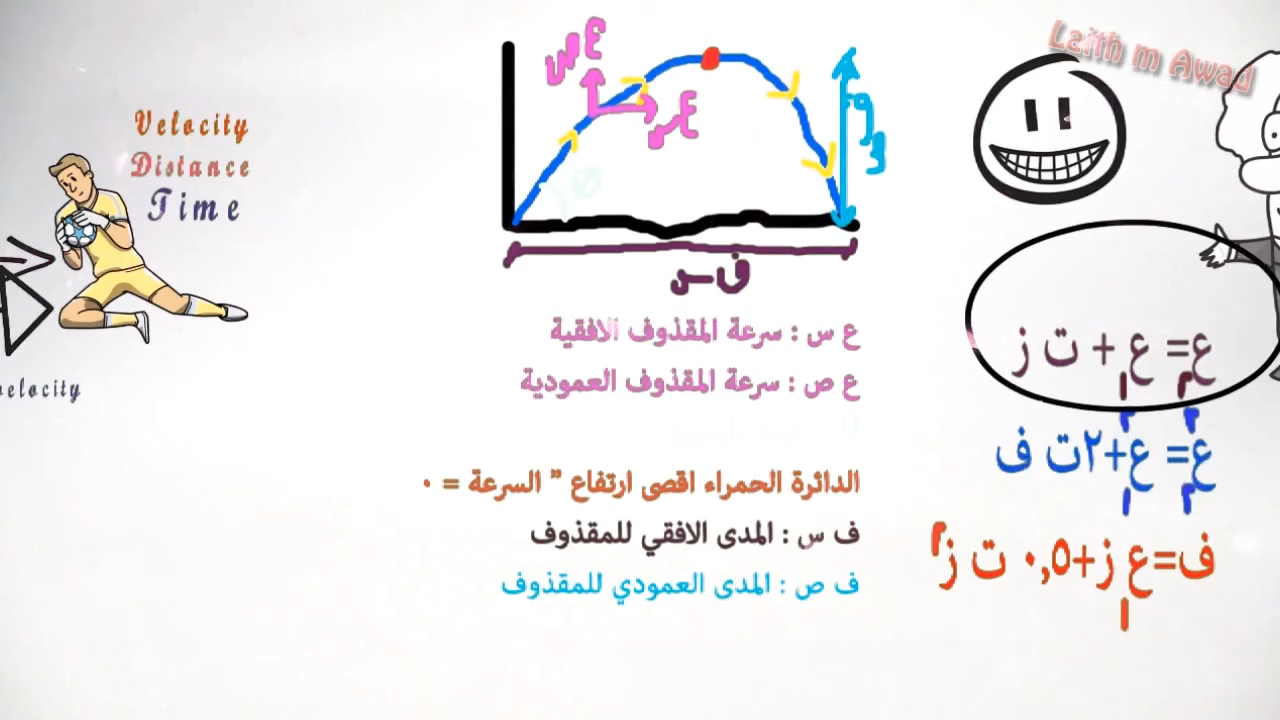 Laith m Awad
Velocity
Distance
Time
velocity
ع ص
ع س
ف ص
ف س
ع س : سرعة المقذوف الافقية
ع ص : سرعة المقذوف العمودية
الدائرة الحمراء اقصى ارتفاع " السرعة = ٠
ف س : المدى الافقي للمقذوف
ف ص : المدى العمودي للمقذوف
ع٢= ع١ + ت ز
ع٢٢= ع١٢+٢ت ف
ف=ع١ ز+٠,٥ ت ز٢